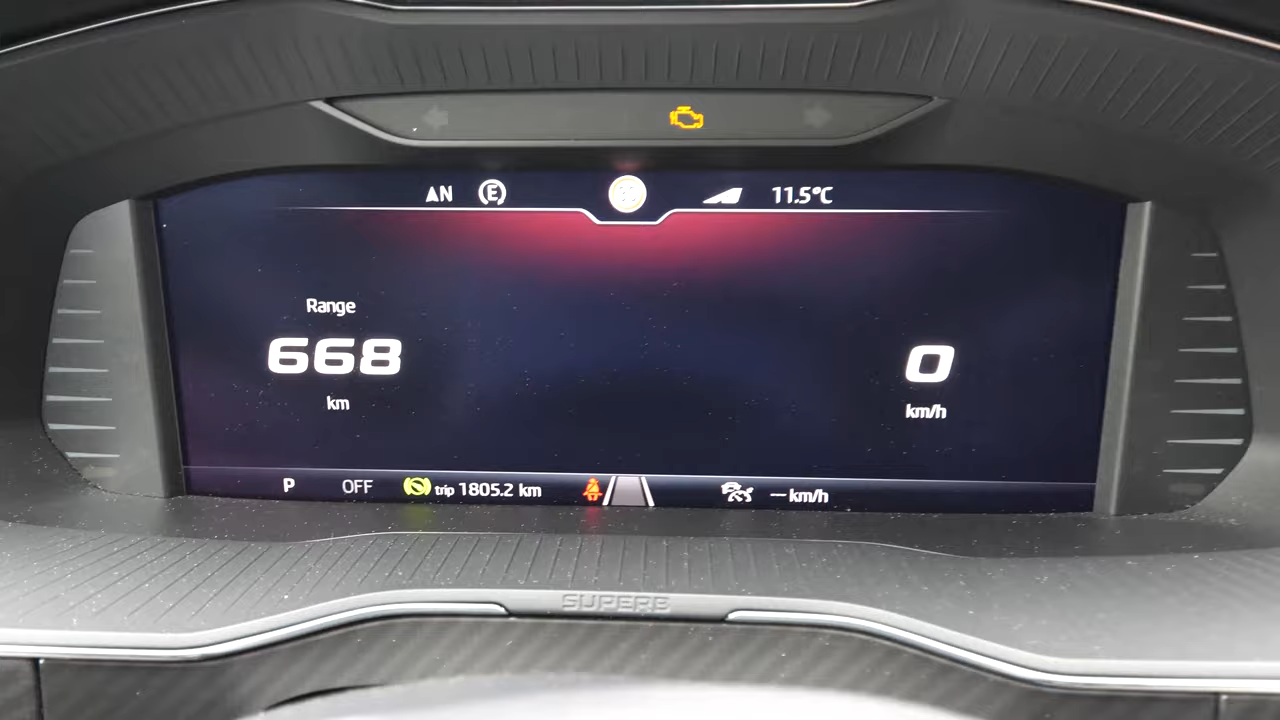 AN E 11.5°C
Range
668
km
0
km/h
P OFF trip 1805.2 km -- km/h
SUPERB